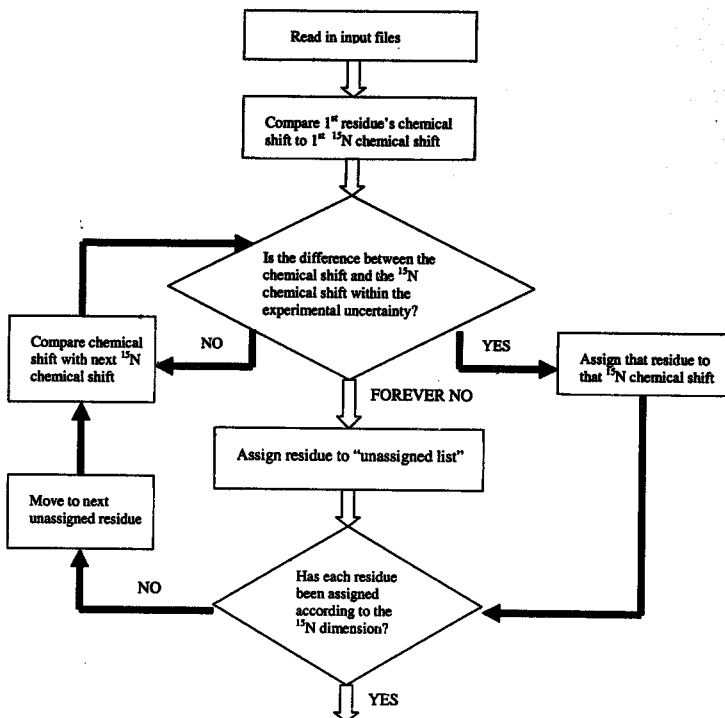 Read in input files
Compare 1st residue's chemical
shift to 1st 15N chemical shift
Is the difference between the
chemical shift and the 15N
chemical shift within the
experimental uncertainty?
NO
YES
Compare chemical
shift with next 15N
chemical shift
Assign that residue to
that 15N chemical shift
FOREVER NO
Assign residue to "unassigned list"
Move to next
unassigned residue
NO
Has each residue
been assigned
according to the
15N dimension?
YES